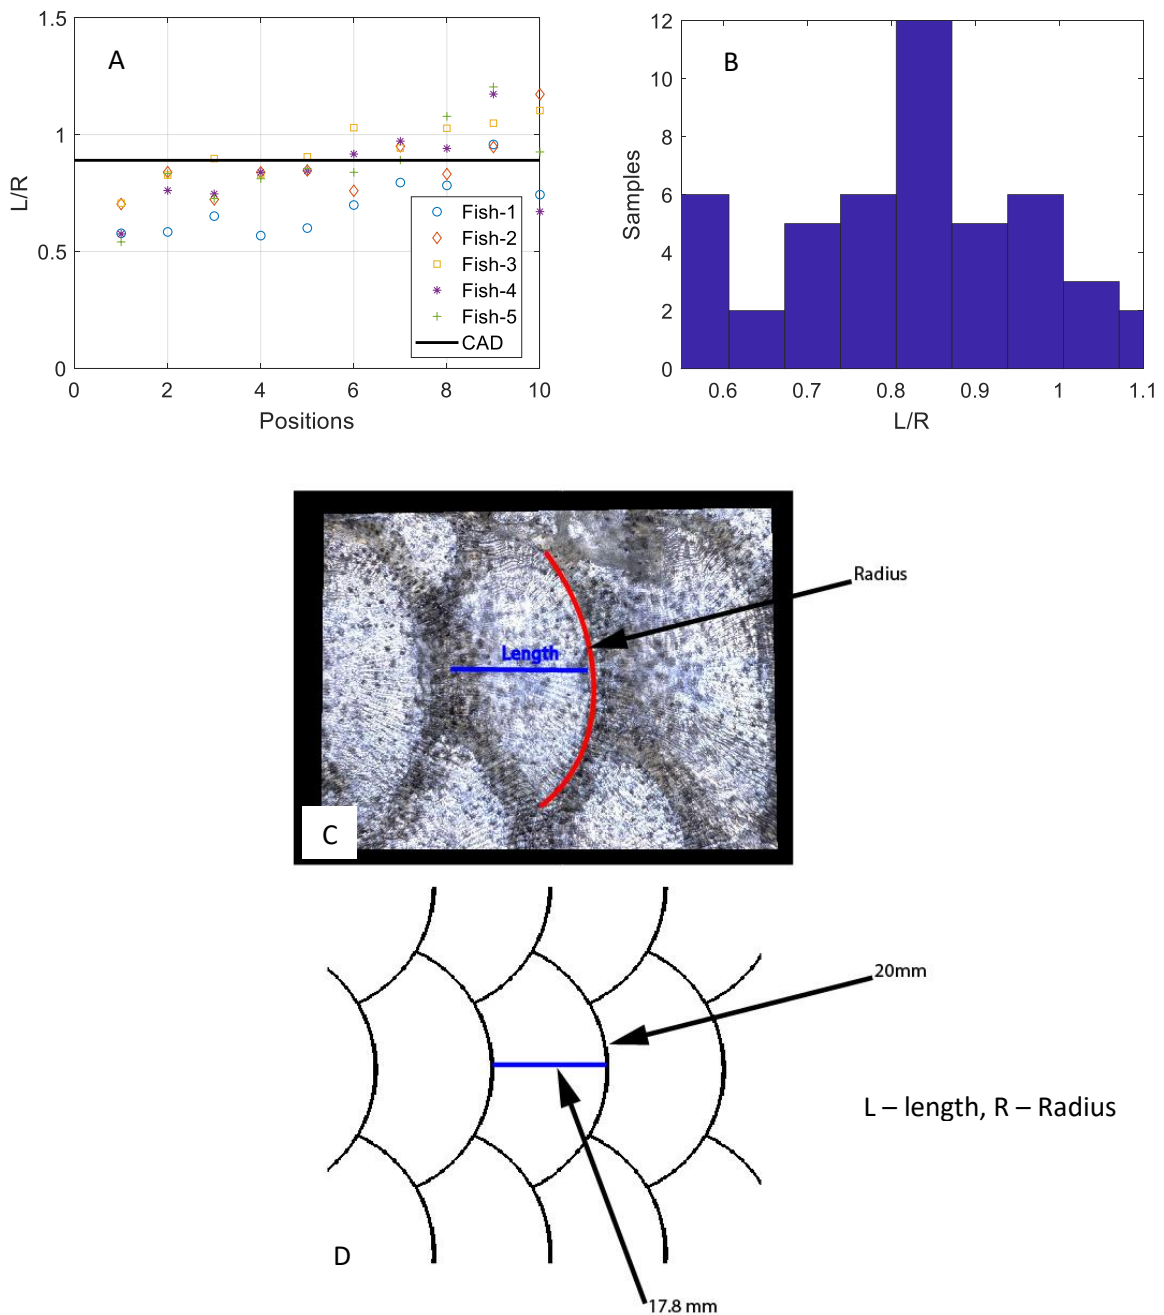 A
1.5
1
0.5
0
L/R
0 2 4 6 8 10
Positions
Fish-1
Fish-2
Fish-3
Fish-4
Fish-5
CAD
B
12
10
8
6
4
2
0
Samples
0.6 0.7 0.8 0.9 1 1.1
L/R
Radius
Length
C
20mm
L – length, R – Radius
D
17.8 mm